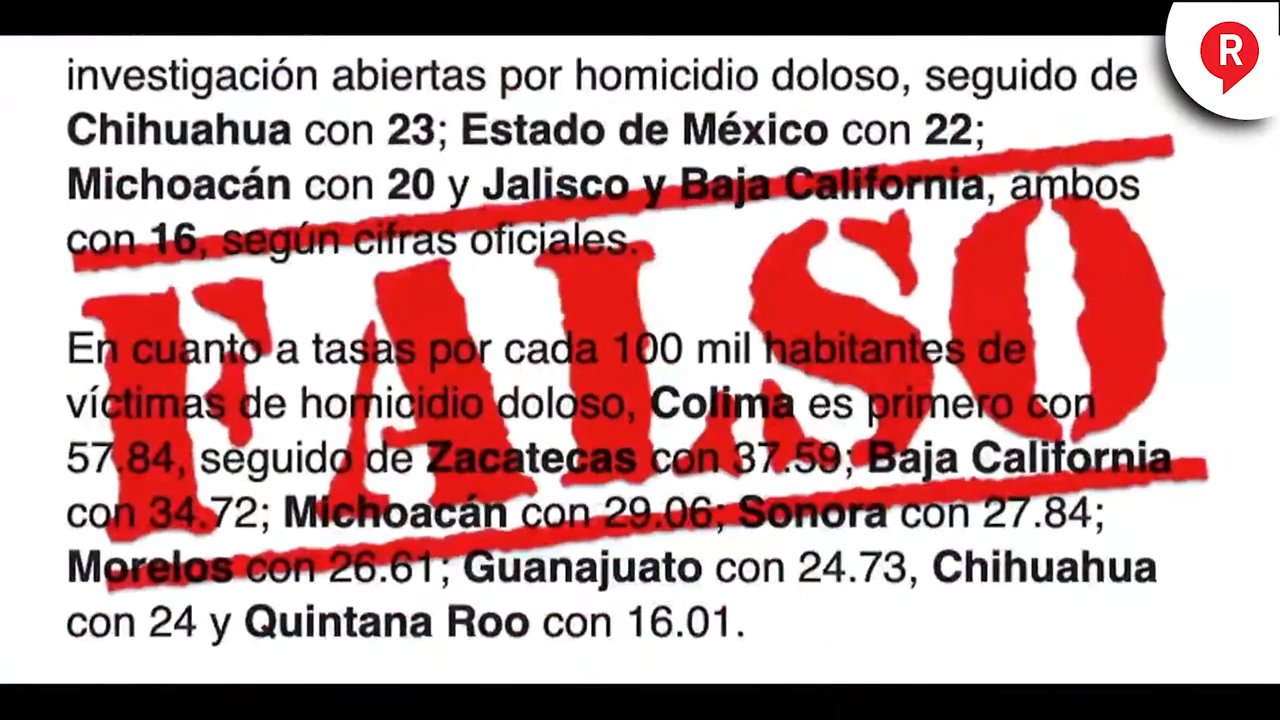 R
investigación abiertas por homicidio doloso, seguido de
Chihuahua con 23; Estado de México con 22;
Michoacán con 20 y Jalisco y Baja California, ambos
con 16, según cifras oficiales.
FALSO
En cuanto a tasas por cada 100 mil habitantes de
víctimas de homicidio doloso, Colima es primero con
57.84, seguido de Zacatecas con 37.59; Baja California
con 34.72; Michoacán con 29.06; Sonora con 27.84;
Morelos con 26.61; Guanajuato con 24.73, Chihuahua
con 24 y Quintana Roo con 16.01.